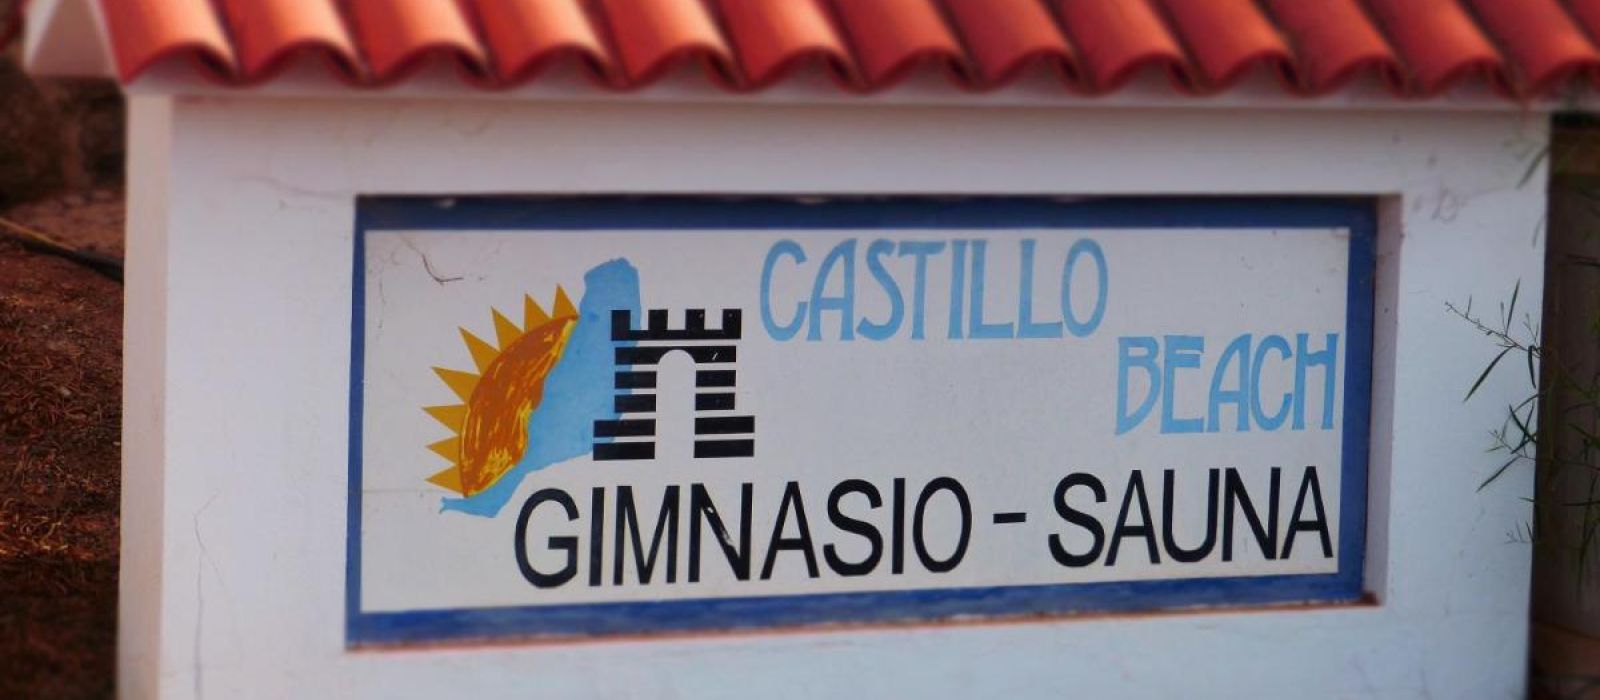 CASTILLO
BEACH
GIMNASIO - SAUNA